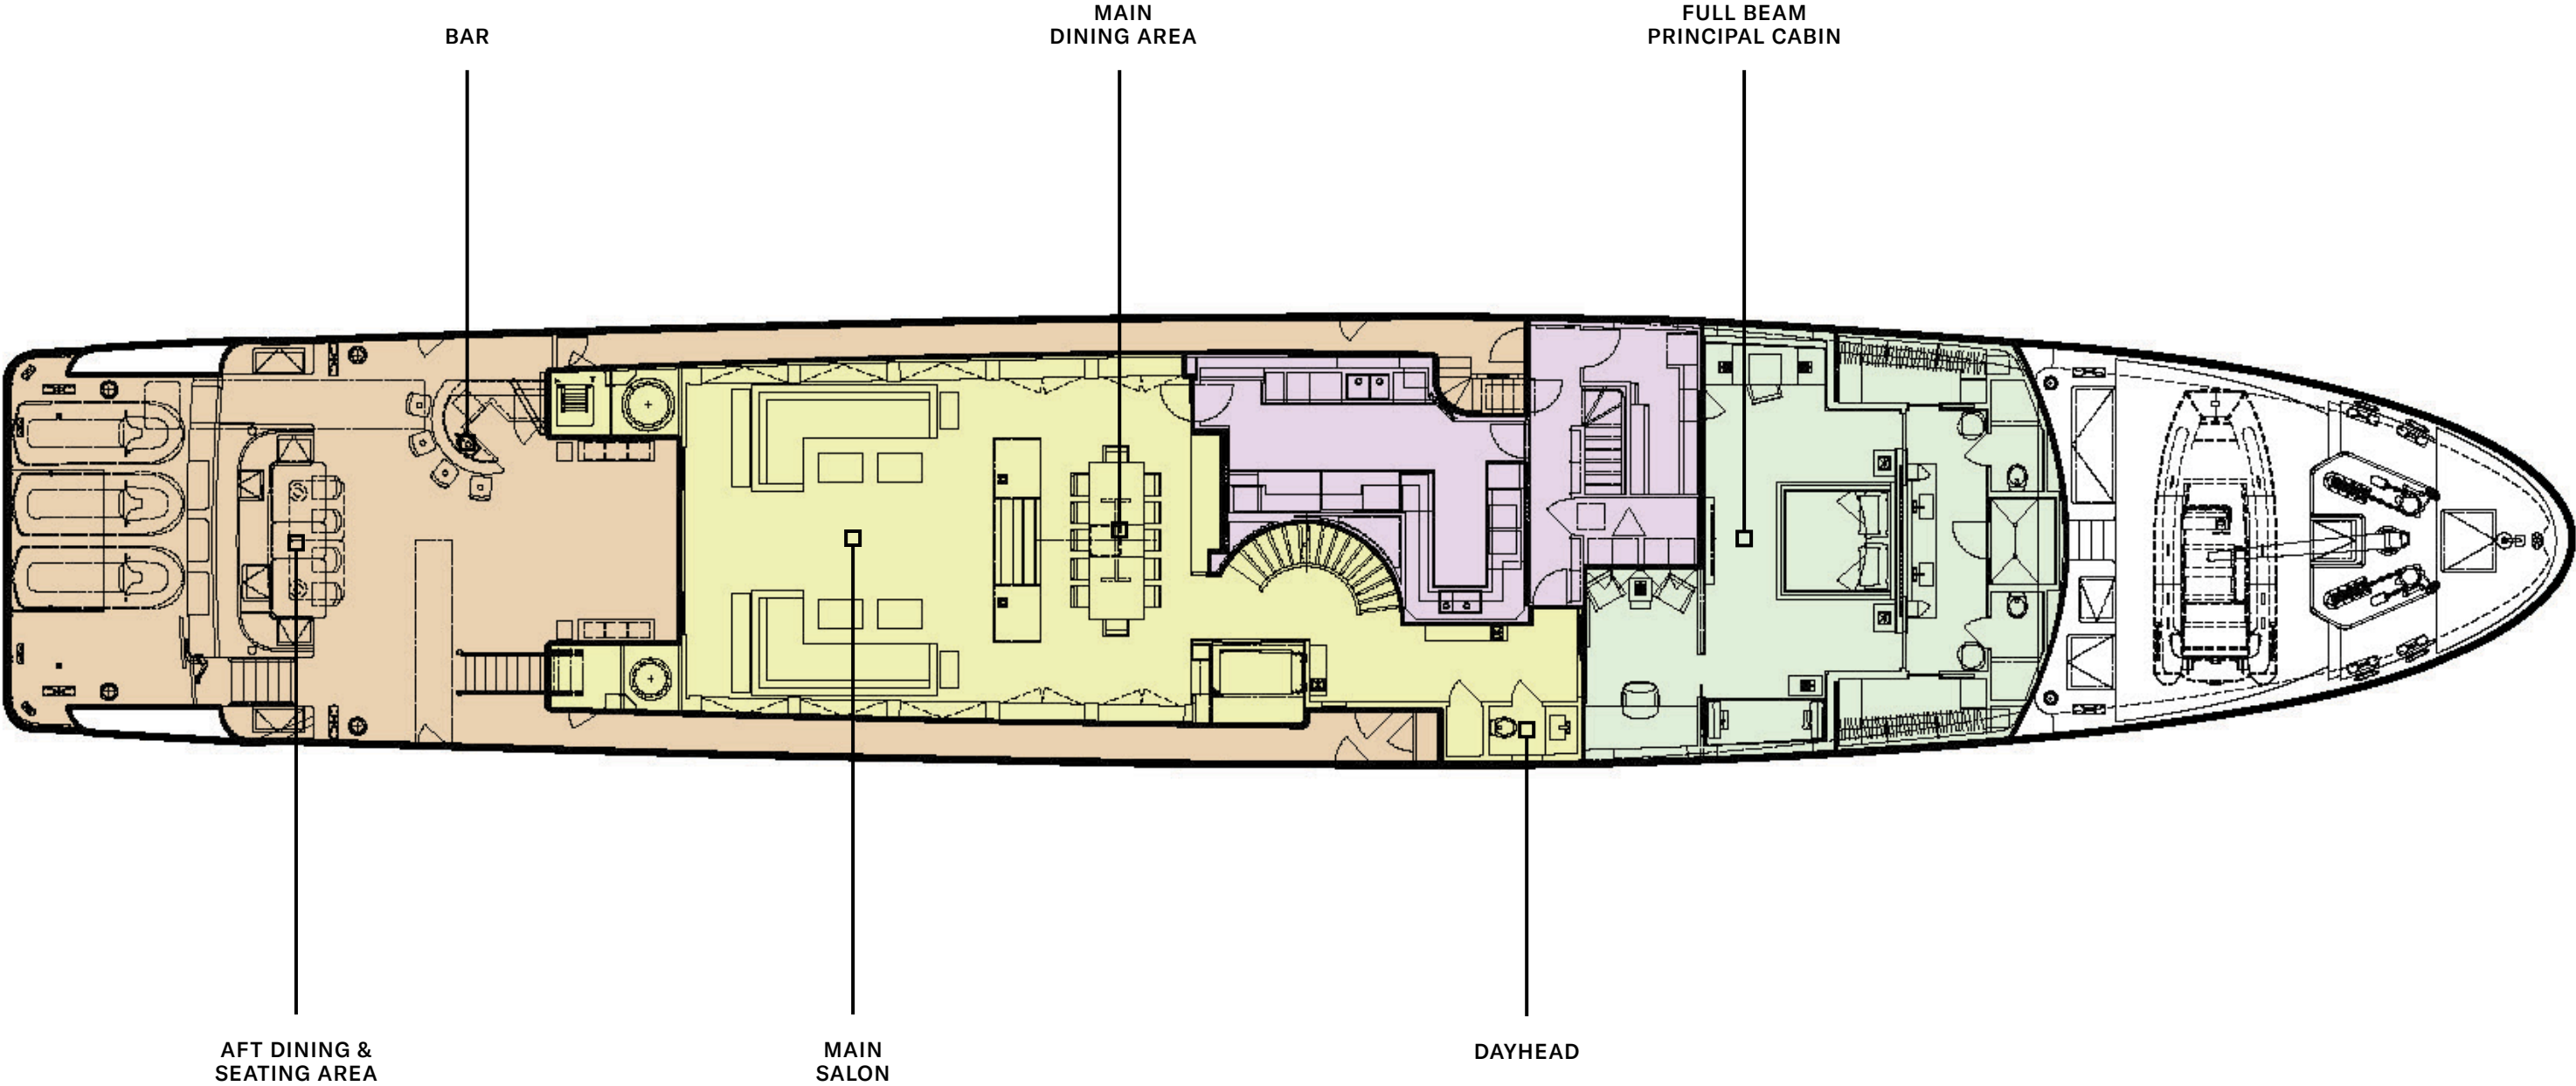 BAR
MAIN
DINING AREA
FULL BEAM
PRINCIPAL CABIN
AFT DINING &
SEATING AREA
MAIN
SALON
DAYHEAD